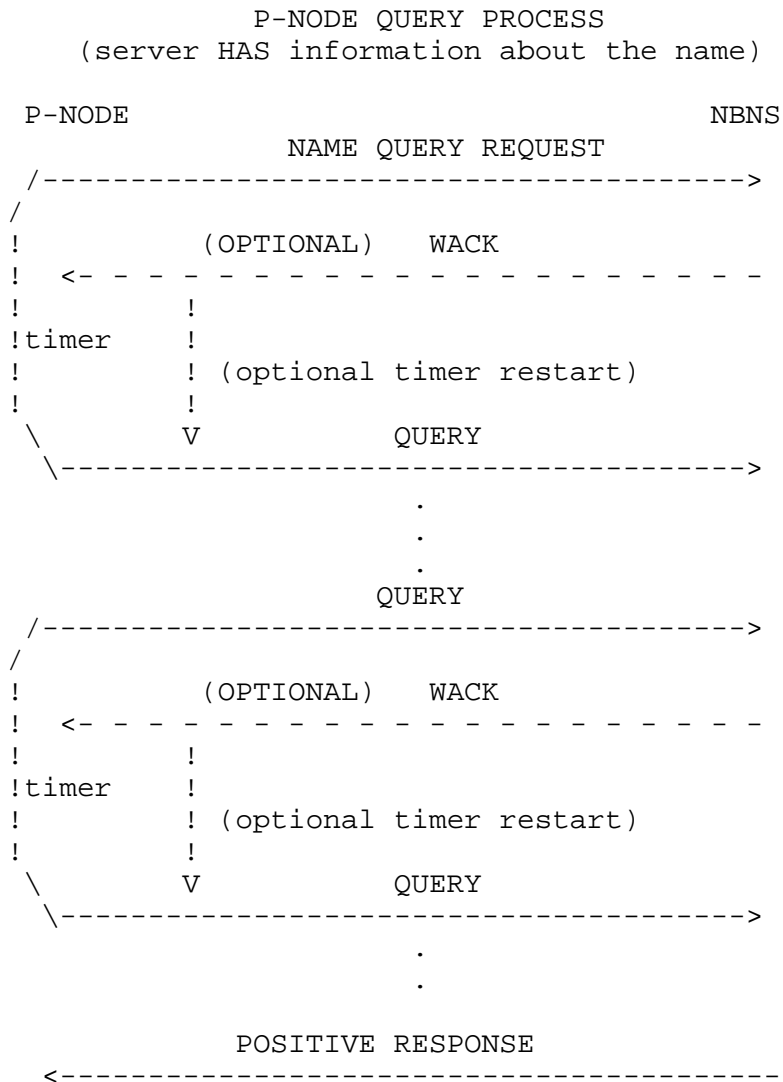 P-NODE QUERY PROCESS
(server HAS information about the name)
P-NODE NBNS
NAME QUERY REQUEST
/---------------------------------------->
/
! (OPTIONAL) WACK
! <- - - - - - - - - - - - - - - - - - - -
! !
!timer !
! ! (optional timer restart)
! !
\ V QUERY
\--------------------------------------->
.
.
.
QUERY
/---------------------------------------->
/
! (OPTIONAL) WACK
! <- - - - - - - - - - - - - - - - - - - -
! !
!timer !
! ! (optional timer restart)
! !
\ V QUERY
\--------------------------------------->
.
.
POSITIVE RESPONSE
<-----------------------------------------